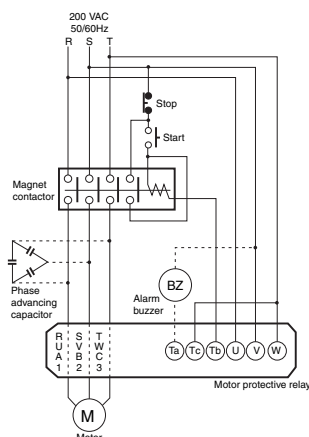 200 VAC
50/60Hz
R S T
Stop
Start
Magnet
contactor
Phase
advancing
capacitor
BZ
Alarm
buzzer
R S T
U V W
A B C
1 2 3
Ta Tc Tb U V W
Motor protective relay
M
Motor